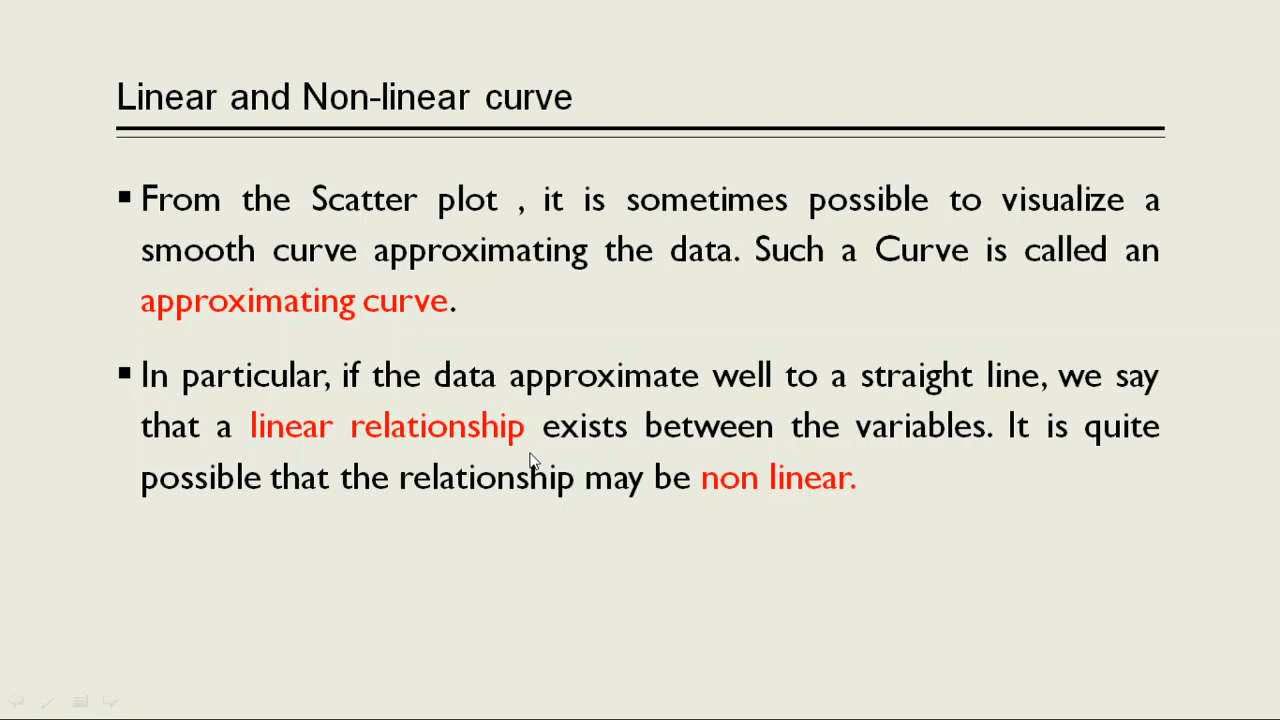 Linear and Non-linear curve
▪ From the Scatter plot , it is sometimes possible to visualize a
smooth curve approximating the data. Such a Curve is called an
approximating curve.
▪ In particular, if the data approximate well to a straight line, we say
that a linear relationship exists between the variables. It is quite
possible that the relationship may be non linear.